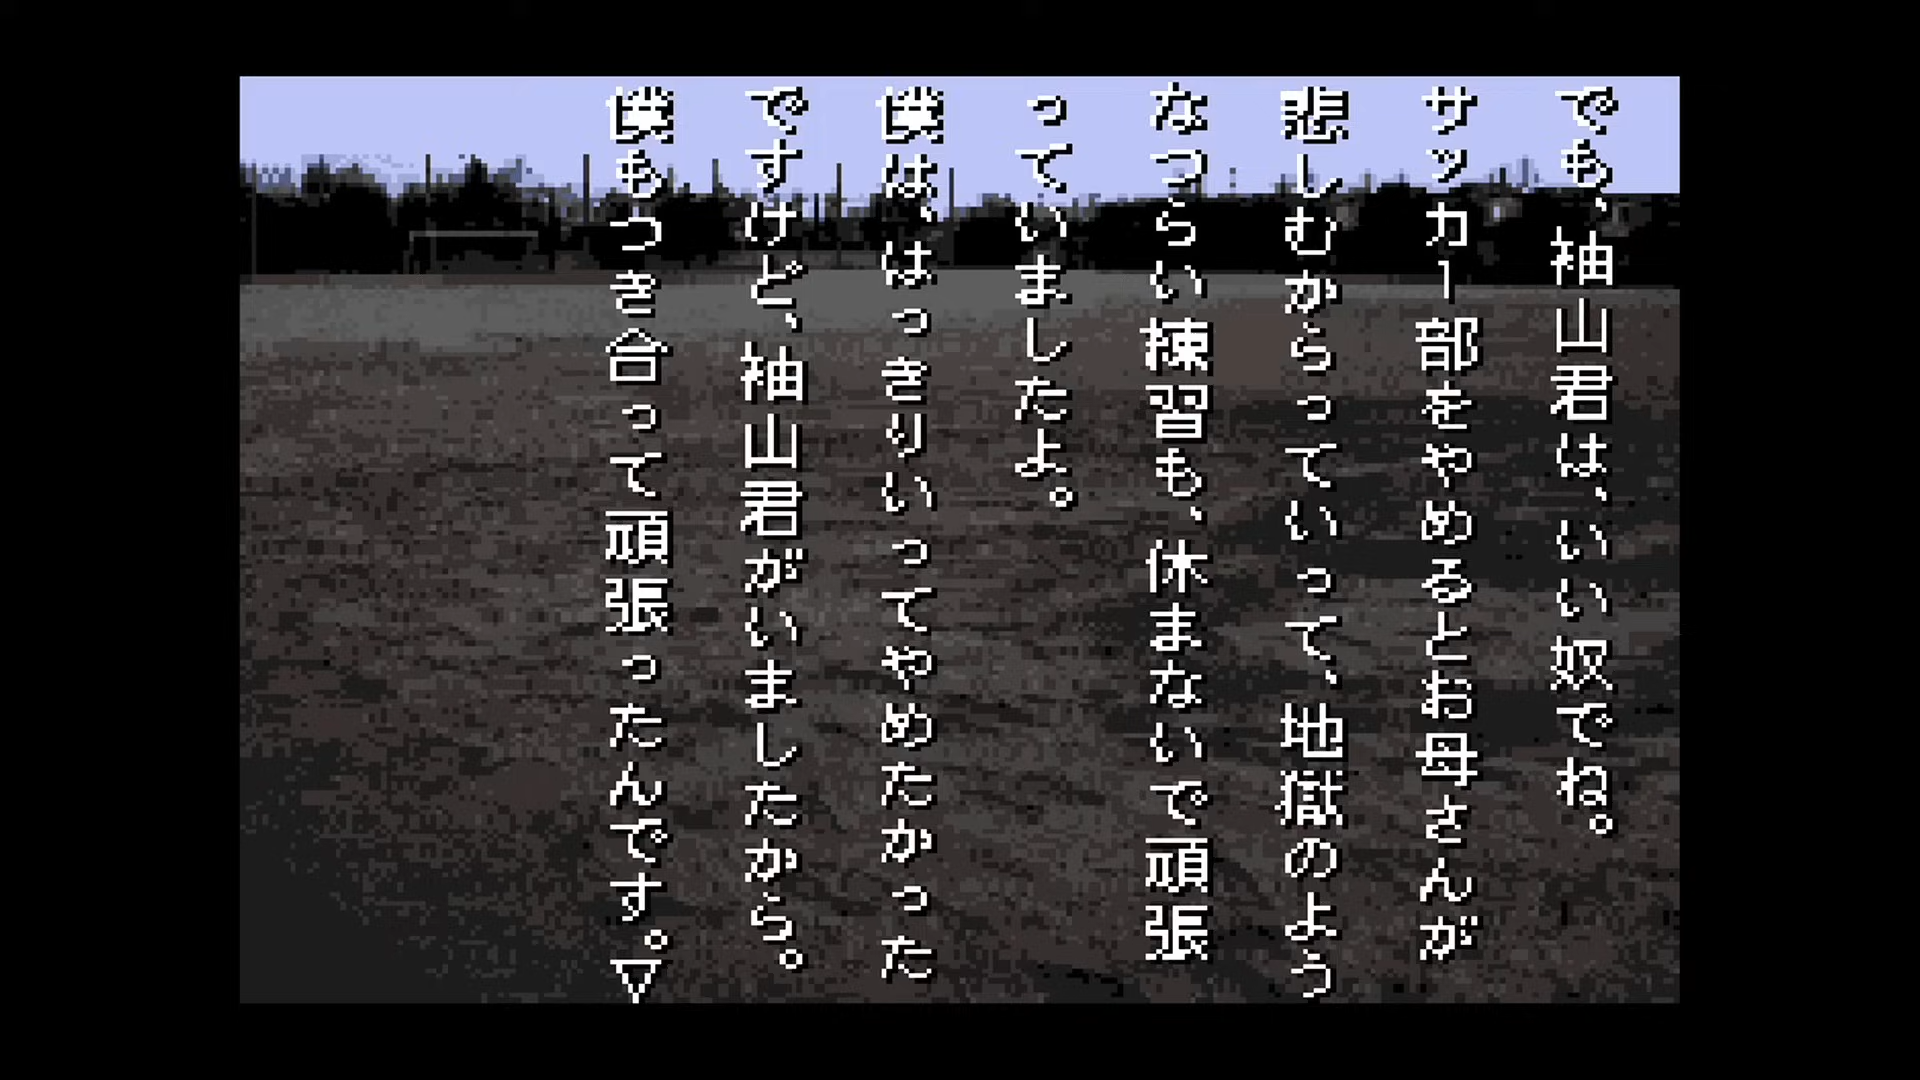 でも、袖山君は、いい奴でね。
サッカー部をやめるとお母さんが
悲しむからっていって、地獄のよう
なつらい練習も、休まないで頑張
っていましたよ。
僕は、はっきりいってやめたかった
ですけど、袖山君がいましたから。
僕もつき合って頑張ったんです。▽